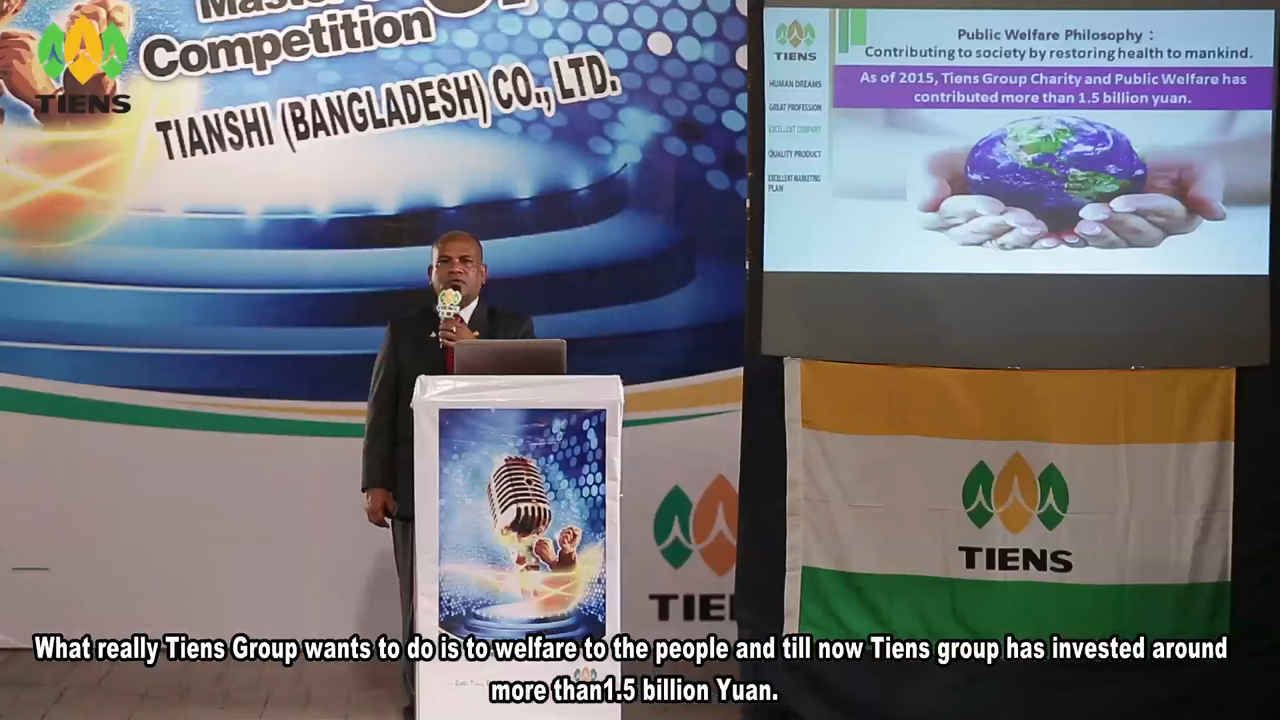 Master
Competition
TIANSHI (BANGLADESH) CO., LTD.
TIENS
TIENS
HUMAN DREAMS
GREAT PROFESSION
EXCELLENT COMPANY
QUALITY PRODUCT
EXCELLENT MARKETING
PLAN
Public Welfare Philosophy :
Contributing to society by restoring health to mankind.
As of 2015, Tiens Group Charity and Public Welfare has
contributed more than 1.5 billion yuan.
TIENS
TIENS
TIE
What really Tiens Group wants to do is to welfare to the people and till now Tiens group has invested around
more than1.5 billion Yuan.